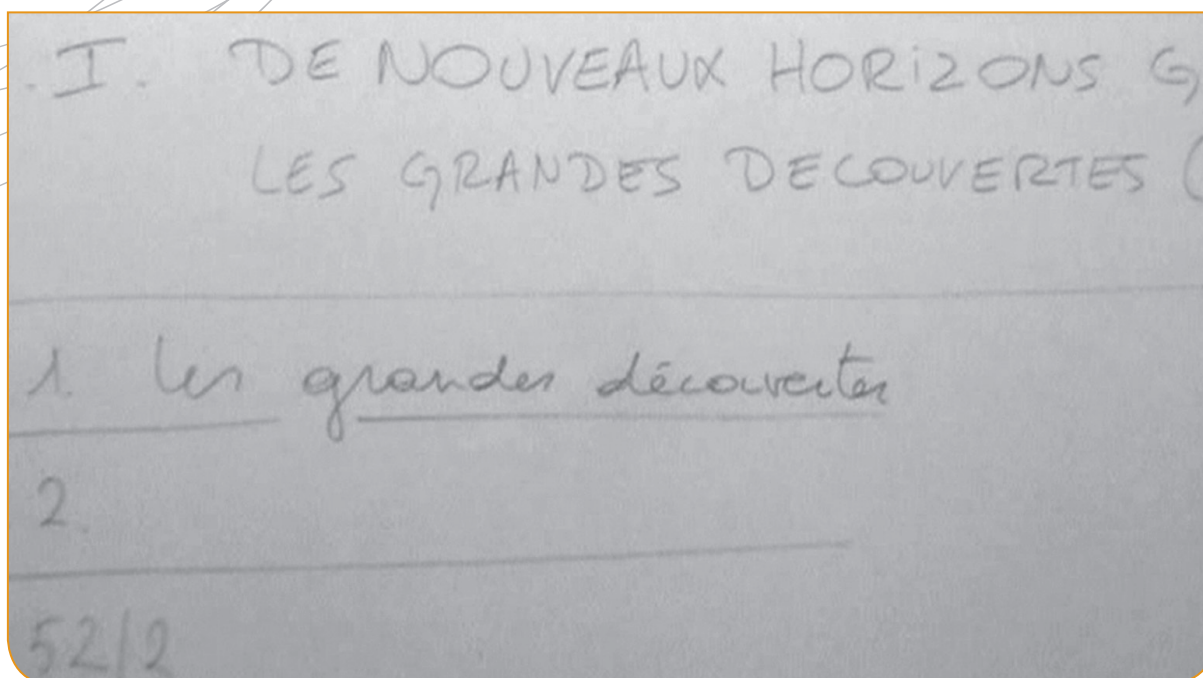 I. DE NOUVEAUX HORIZONS G
LES GRANDES DECOUVERTES (
1. Les grandes découvertes
2.
52/2